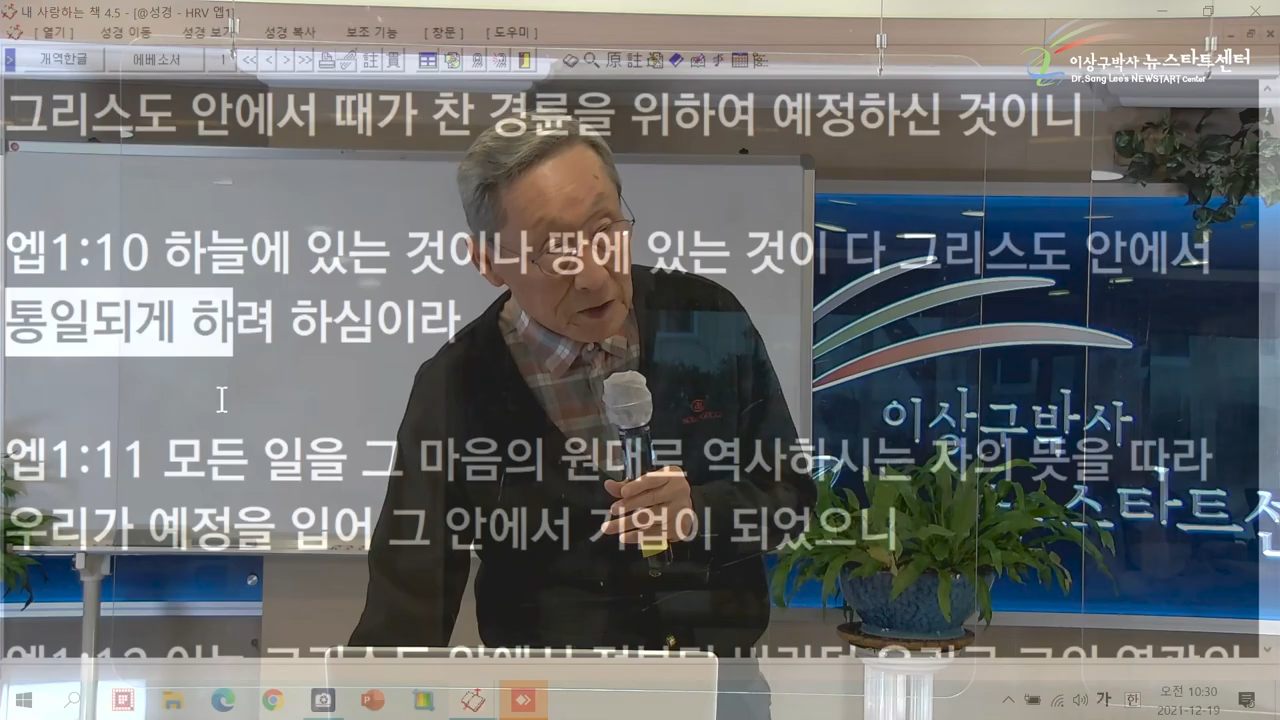 내 사랑하는 책 4.5 - [@성경 - HRV 엡1]
[ 열기 ] 성경 이동 성경 보기 성경 복사 보조 기능 [ 창문 ] [ 도우미 ]
개역한글 에베소서 1 << < > >>
이상구박사 뉴스타트센터
Dr.Sang Lee's NEWSTART Center
그리스도 안에서 때가 찬 경륜을 위하여 예정하신 것이니
엡1:10 하늘에 있는 것이나 땅에 있는 것이 다 그리스도 안에서
통일되게 하려 하심이라
이상구박사
스타트센
엡1:11 모든 일을 그 마음의 원대로 역사하시는 자의 뜻을 따라
우리가 예정을 입어 그 안에서 기업이 되었으니
가 한
오전 10:30
2021-12-19